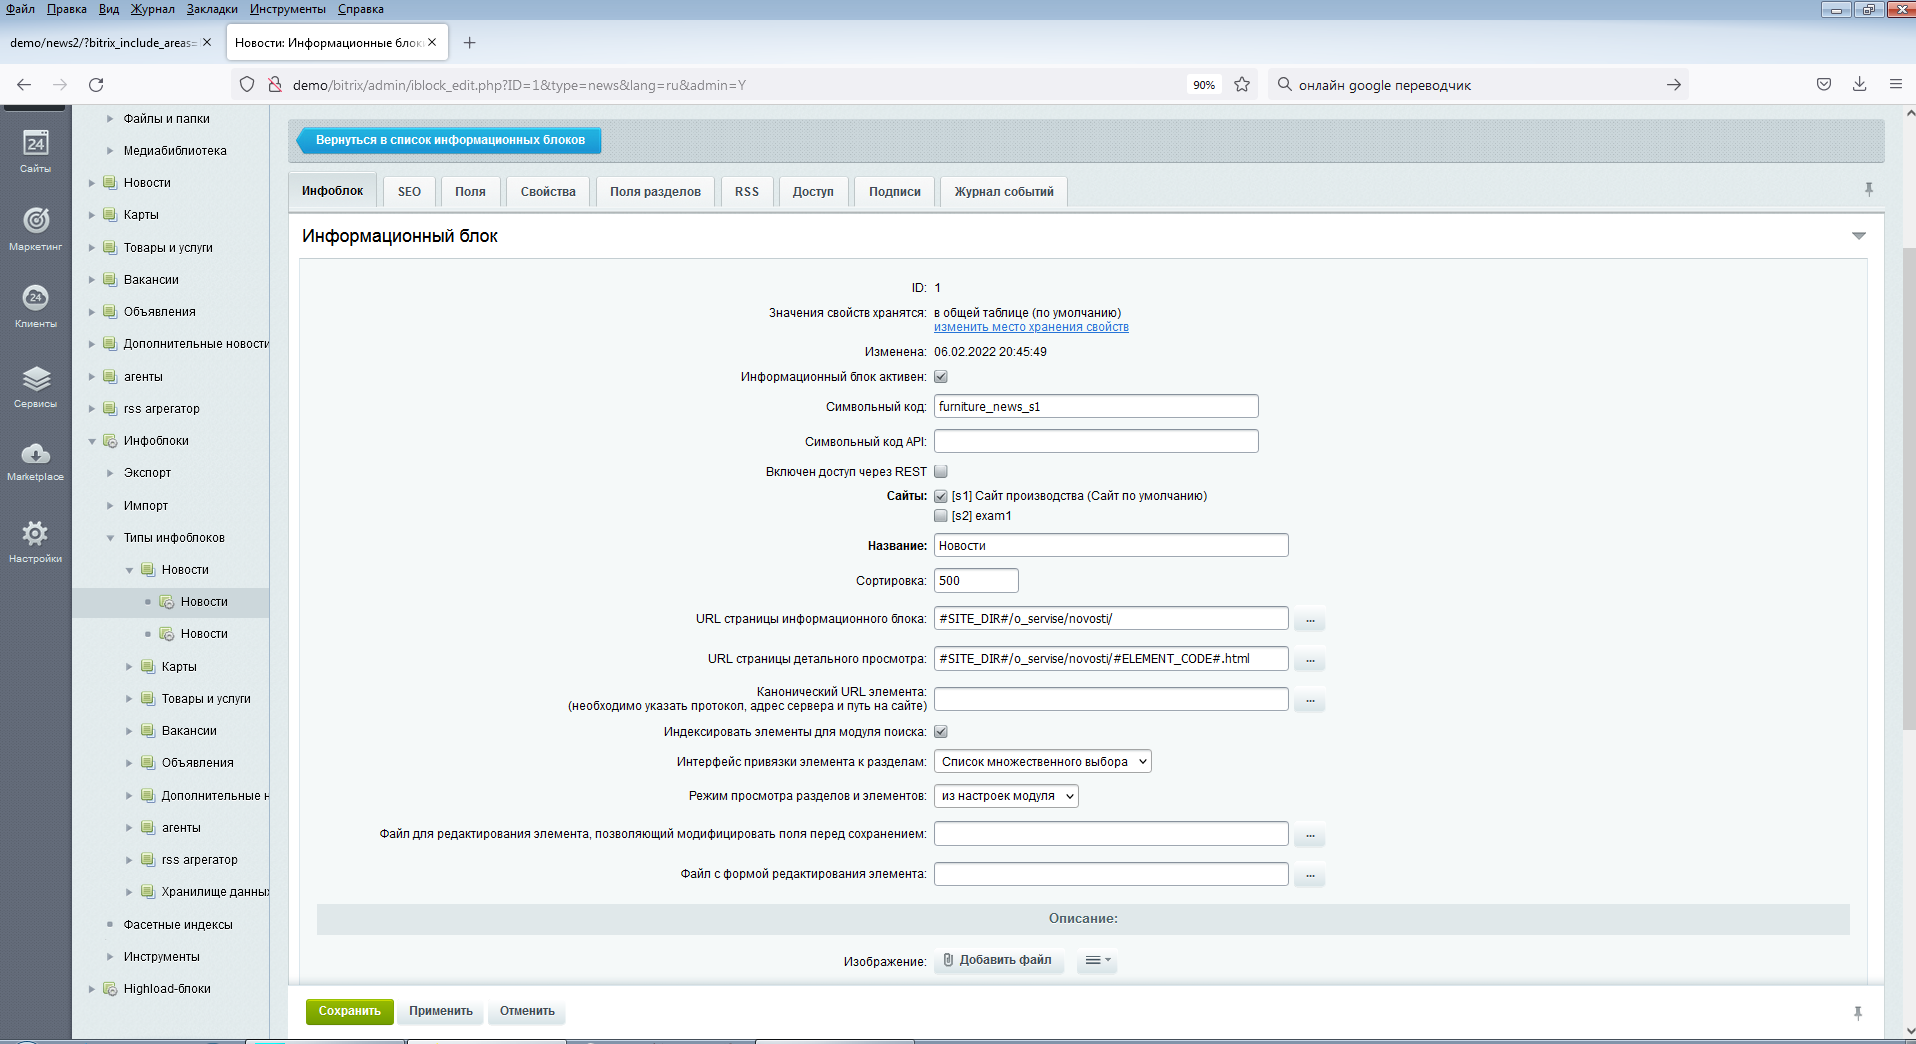 Файл Правка Вид Журнал Закладки Инструменты Справка
demo/news2/?bitrix_include_areas=
Новости: Информационные блок
demo/bitrix/admin/iblock_edit.php?ID=1&type=news&lang=ru&admin=Y
90%
онлайн google переводчик
24
Сайты
Маркетинг
24
Клиенты
Сервисы
Marketplace
Настройки
Файлы и папки
Медиабиблиотека
Новости
Карты
Товары и услуги
Вакансии
Объявления
Дополнительные новости
агенты
rss агрегатор
Инфоблоки
Экспорт
Импорт
Типы инфоблоков
Новости
Новости
Новости
Карты
Товары и услуги
Вакансии
Объявления
Дополнительные н
агенты
rss агрегатор
Хранилище данных
Фасетные индексы
Инструменты
Highload-блоки
Вернуться в список информационных блоков
Инфоблок SEO Поля Свойства Поля разделов RSS Доступ Подписи Журнал событий
Информационный блок
ID: 1
Значения свойств хранятся: в общей таблице (по умолчанию)
изменить место хранения свойств
Изменена: 06.02.2022 20:45:49
Информационный блок активен:
Символьный код: furniture_news_s1
Символьный код API:
Включен доступ через REST
Сайты: [s1] Сайт производства (Сайт по умолчанию)
[s2] exam1
Название: Новости
Сортировка: 500
URL страницы информационного блока: #SITE_DIR#/o_servise/novosti/ ...
URL страницы детального просмотра: #SITE_DIR#/o_servise/novosti/#ELEMENT_CODE#.html ...
Канонический URL элемента:
(необходимо указать протокол, адрес сервера и путь на сайте) ...
Индексировать элементы для модуля поиска:
Интерфейс привязки элемента к разделам: Список множественного выбора
Режим просмотра разделов и элементов: из настроек модуля
Файл для редактирования элемента, позволяющий модифицировать поля перед сохранением: ...
Файл с формой редактирования элемента: ...
Описание:
Изображение: Добавить файл
Сохранить Применить Отменить